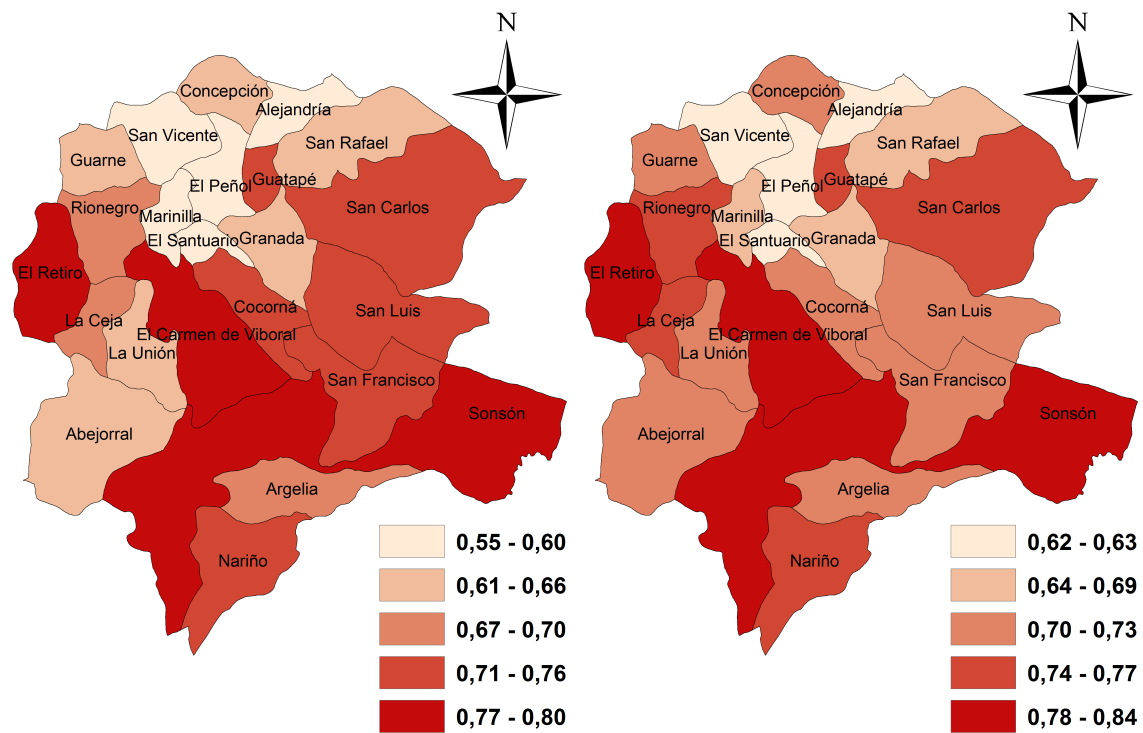 N
Concepción
Alejandría
San Vicente
San Rafael
Guarne
El Peñol
Guatapé
Rionegro
Marinilla
San Carlos
El Santuario
Granada
El Retiro
Cocorná
San Luis
La Ceja
El Carmen de Viboral
La Unión
San Francisco
Sonsón
Abejorral
Argelia
Nariño
0,55 - 0,60
0,61 - 0,66
0,67 - 0,70
0,71 - 0,76
0,77 - 0,80
N
Concepción
Alejandría
San Vicente
San Rafael
Guarne
El Peñol
Guatapé
Rionegro
Marinilla
San Carlos
El Santuario
Granada
El Retiro
Cocorná
San Luis
La Ceja
El Carmen de Viboral
La Unión
San Francisco
Sonsón
Abejorral
Argelia
Nariño
0,62 - 0,63
0,64 - 0,69
0,70 - 0,73
0,74 - 0,77
0,78 - 0,84